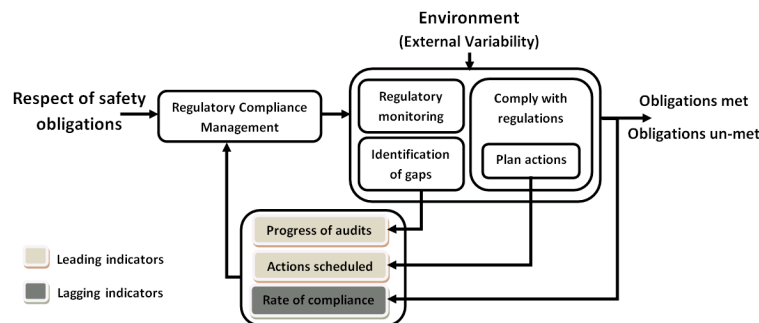 Environment
(External Variability)
Respect of safety
obligations
Regulatory Compliance
Management
Regulatory
monitoring
Identification
of gaps
Comply with
regulations
Plan actions
Obligations met
Obligations un-met
Progress of audits
Actions scheduled
Rate of compliance
Leading indicators
Lagging indicators